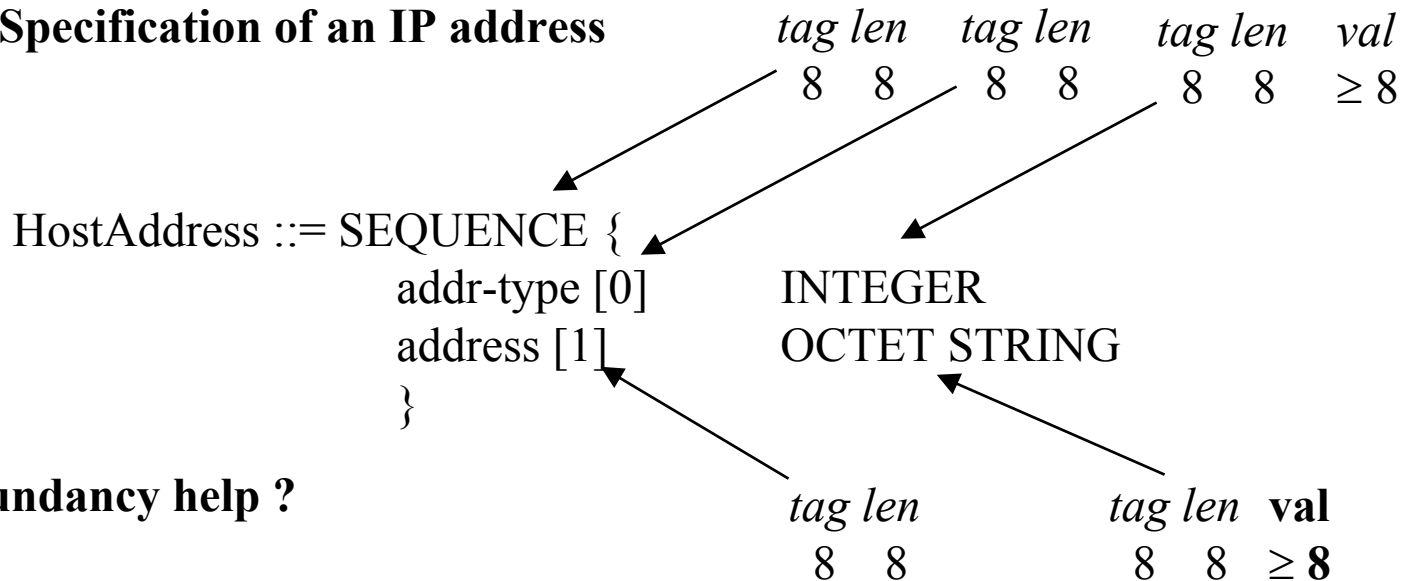 Specification of an IP address tag len tag len tag len val
8 8 8 8 8 8 ≥ 8
HostAddress ::= SEQUENCE {
addr-type [0] INTEGER
address [1] OCTET STRING
}
undancy help ? tag len tag len val
8 8 8 8 ≥ 8